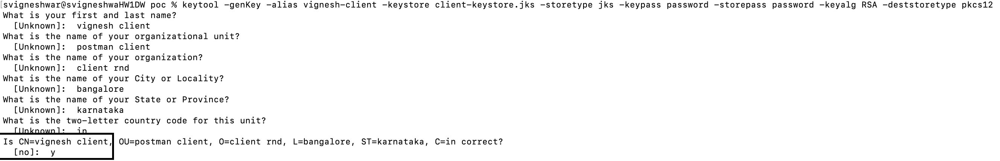 svigneshwar@svigneshwaHW1DW poc % keytool -genKey -alias vignesh-client -keystore client-keystore.jks -storetype jks -keypass password -storepass password -keyalg RSA -deststoretype pkcs12
What is your first and last name?
[Unknown]: vignesh client
What is the name of your organizational unit?
[Unknown]: postman client
What is the name of your organization?
[Unknown]: client rnd
What is the name of your City or Locality?
[Unknown]: bangalore
What is the name of your State or Province?
[Unknown]: karnataka
What is the two-letter country code for this unit?
[Unknown]: in
Is CN=vignesh client, OU=postman client, O=client rnd, L=bangalore, ST=karnataka, C=in correct?
[no]: y